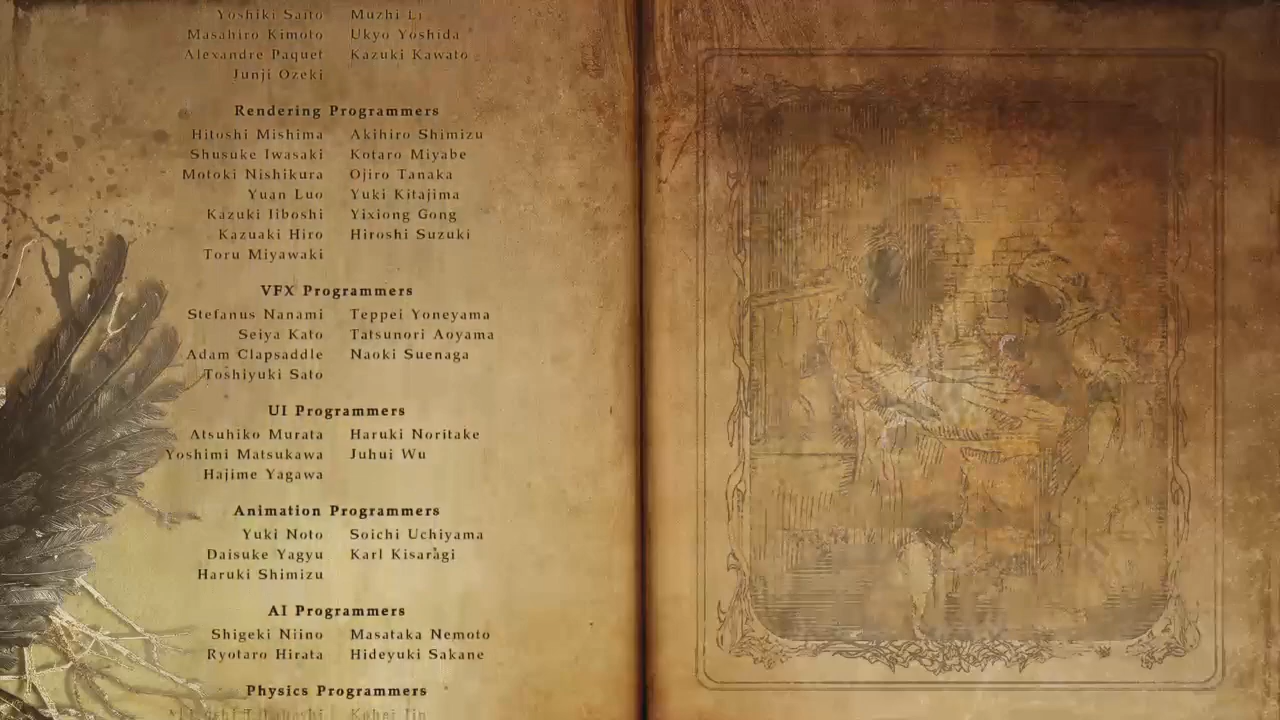 Yoshiki Saito Muzhi Li
Masahiro Kimoto Ukyo Yoshida
Alexandre Paquet Kazuki Kawato
Junji Ozeki
Rendering Programmers
Hitoshi Mishima Akihiro Shimizu
Shusuke Iwasaki Kotaro Miyabe
Motoki Nishikura Ojiro Tanaka
Yuan Luo Yuki Kitajima
Kazuki Iiboshi Yixiong Gong
Kazuaki Hiro Hiroshi Suzuki
Toru Miyawaki
VFX Programmers
Stefanus Nanami Teppei Yoneyama
Seiya Kato Tatsunori Aoyama
Adam Clapsaddle Naoki Suenaga
Toshiyuki Sato
UI Programmers
Atsuhiko Murata Haruki Noritake
Yoshimi Matsukawa Juhui Wu
Hajime Yagawa
Animation Programmers
Yuki Noto Soichi Uchiyama
Daisuke Yagyu Karl Kisaragi
Haruki Shimizu
AI Programmers
Shigeki Niino Masataka Nemoto
Ryotaro Hirata Hideyuki Sakane
Physics Programmers
Kohei